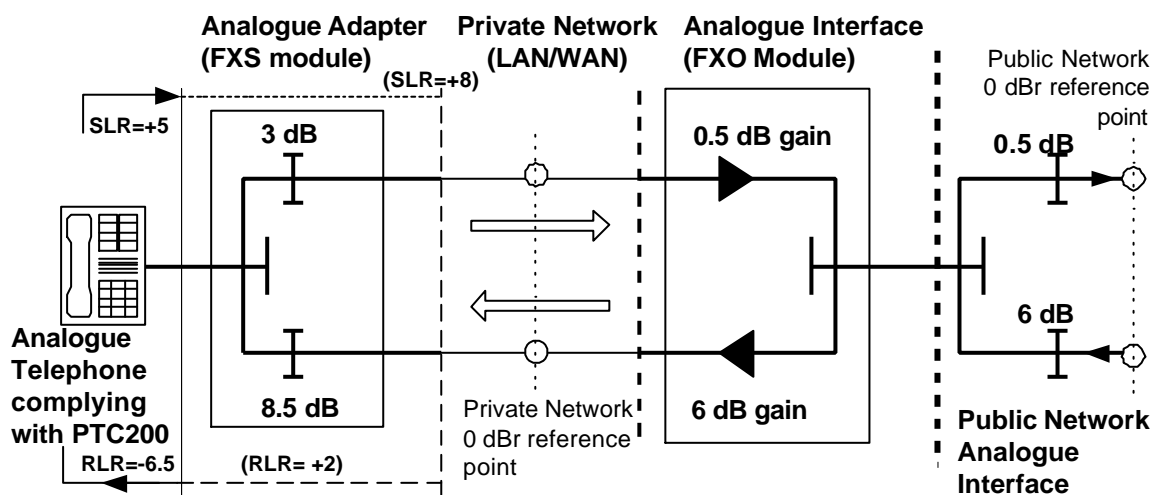 Analogue Adapter
(FXS module)
Private Network
(LAN/WAN)
Analogue Interface
(FXO Module)
Public Network
0 dBr reference
point
(SLR=+8)
SLR=+5
3 dB
0.5 dB gain
0.5 dB
6 dB
Analogue
Telephone
complying
with PTC200
8.5 dB
Private Network
0 dBr reference
point
6 dB gain
Public Network
Analogue
Interface
RLR=-6.5
(RLR= +2)